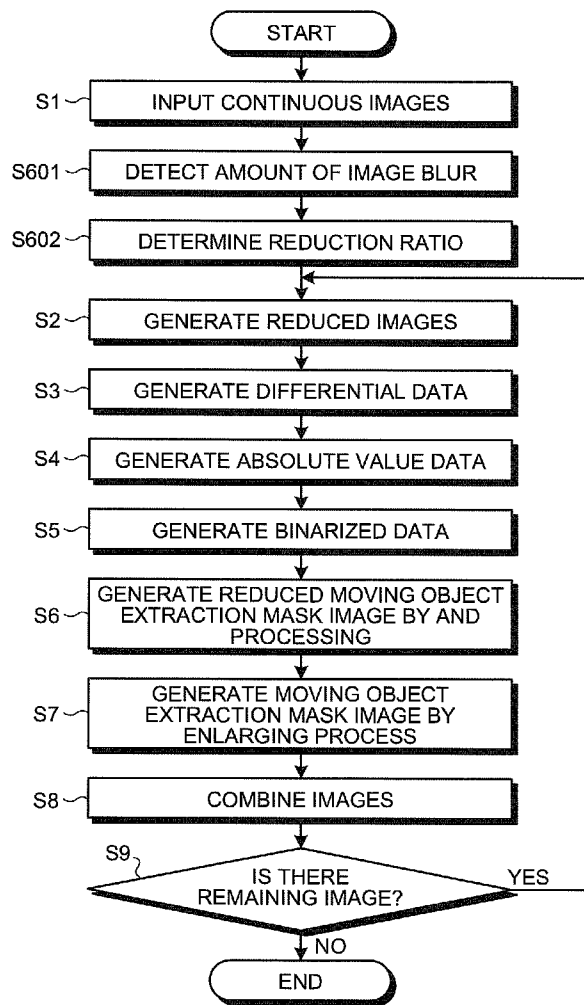 START
S1
INPUT CONTINUOUS IMAGES
S601
DETECT AMOUNT OF IMAGE BLUR
S602
DETERMINE REDUCTION RATIO
S2
GENERATE REDUCED IMAGES
S3
GENERATE DIFFERENTIAL DATA
S4
GENERATE ABSOLUTE VALUE DATA
S5
GENERATE BINARIZED DATA
S6
GENERATE REDUCED MOVING OBJECT
EXTRACTION MASK IMAGE BY AND
PROCESSING
S7
GENERATE MOVING OBJECT
EXTRACTION MASK IMAGE BY
ENLARGING PROCESS
S8
COMBINE IMAGES
S9
IS THERE
REMAINING IMAGE?
YES
NO
END